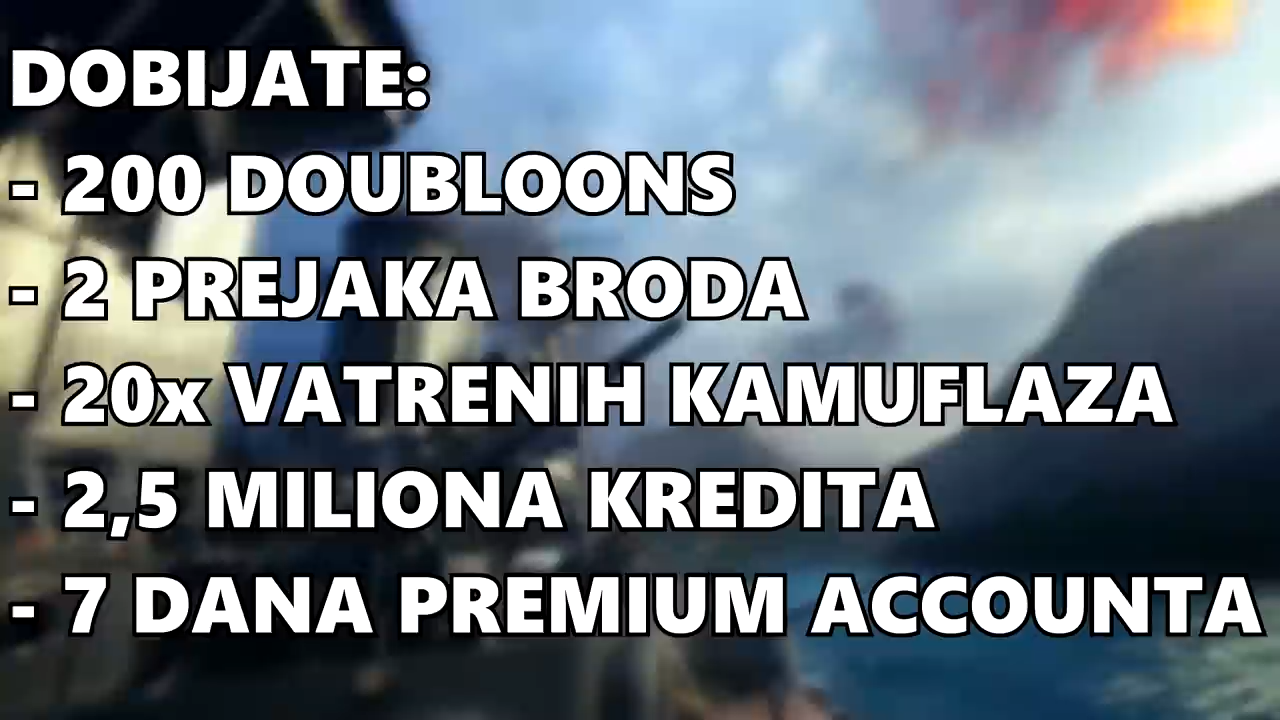 DOBIJATE:
- 200 DOUBLOONS
- 2 PREJAKA BRODA
- 20x VATRENIH KAMUFLAZA
- 2,5 MILIONA KREDITA
- 7 DANA PREMIUM ACCOUNTA